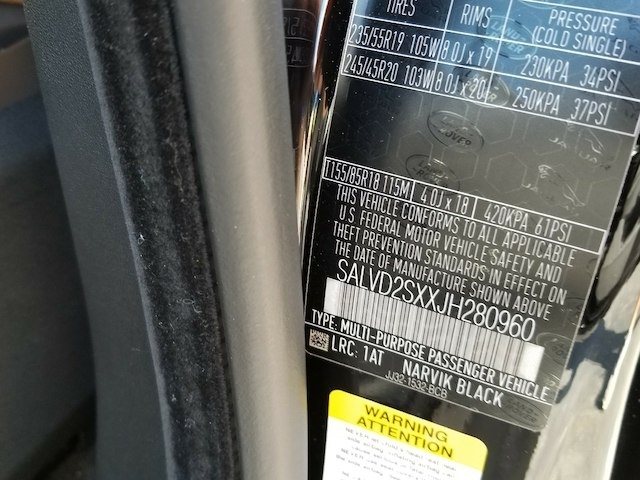 TIRES RIMS PRESSURE
(COLD SINGLE)
235/55R19 105W 8.0J x 19 230KPA 34PSI
245/45R20 103W 8.0J x 20 250KPA 37PSI
T155/85R18 115M 4.0J x 18 420KPA 61PSI
THIS VEHICLE CONFORMS TO ALL APPLICABLE
U.S. FEDERAL MOTOR VEHICLE SAFETY AND
THEFT PREVENTION STANDARDS IN EFFECT ON
THE DATE OF MANUFACTURE SHOWN ABOVE
SALVD2SXXJH280960
TYPE: MULTI-PURPOSE PASSENGER VEHICLE
LRC: 1AT NARVIK BLACK
JJ32-1532-BCB
WARNING
ATTENTION